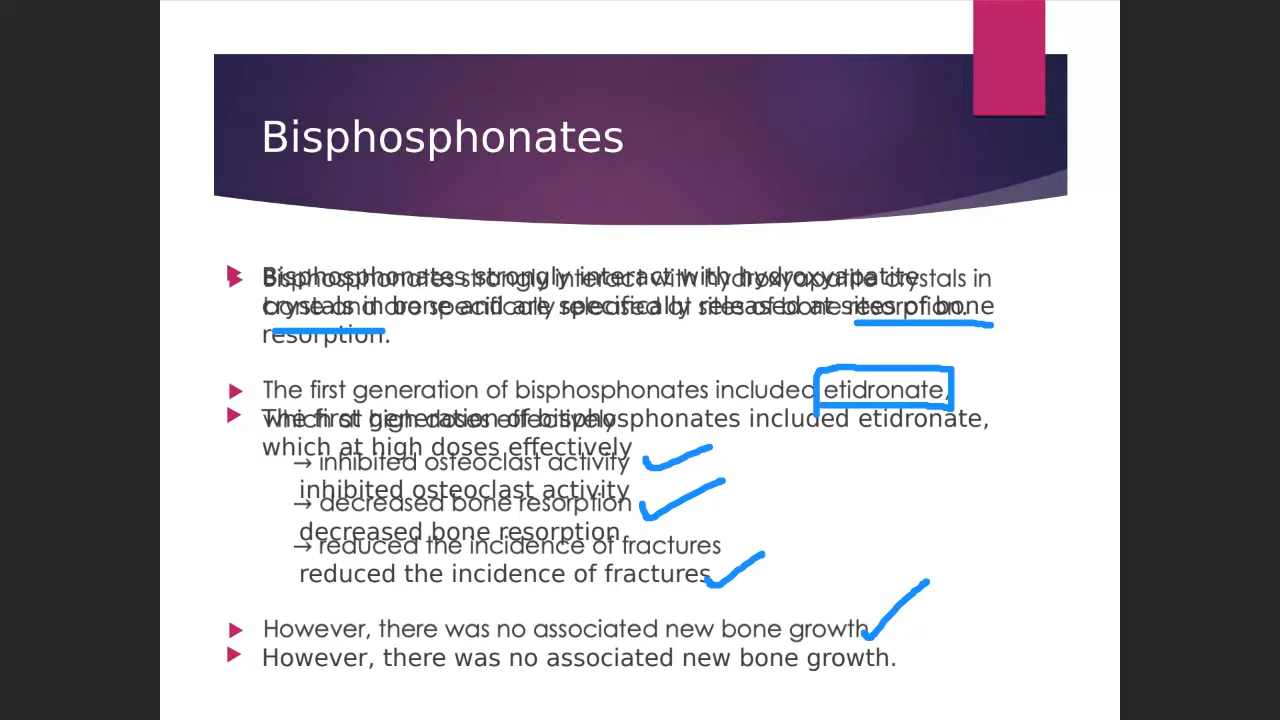 Bisphosphonates
Bisphosphonates strongly interact with hydroxyapatite crystals in
bone and are specifically released at sites of bone resorption.
Bisphosphonates strongly interact with hydroxyapatite
crystals in bone and are specifically released at sites of bone
resorption.
The first generation of bisphosphonates included etidronate,
which at high doses effectively
The first generation of bisphosphonates included etidronate,
which at high doses effectively
→ inhibited osteoclast activity
inhibited osteoclast activity
→ decreased bone resorption
decreased bone resorption
→ reduced the incidence of fractures
reduced the incidence of fractures
However, there was no associated new bone growth
However, there was no associated new bone growth.